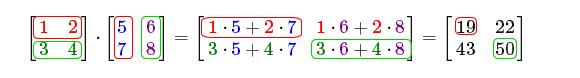 [1 2] · [5 6] = [1 · 5 + 2 · 7 1 · 6 + 2 · 8] = [19 22]
[3 4] [7 8] [3 · 5 + 4 · 7 3 · 6 + 4 · 8] [43 50]